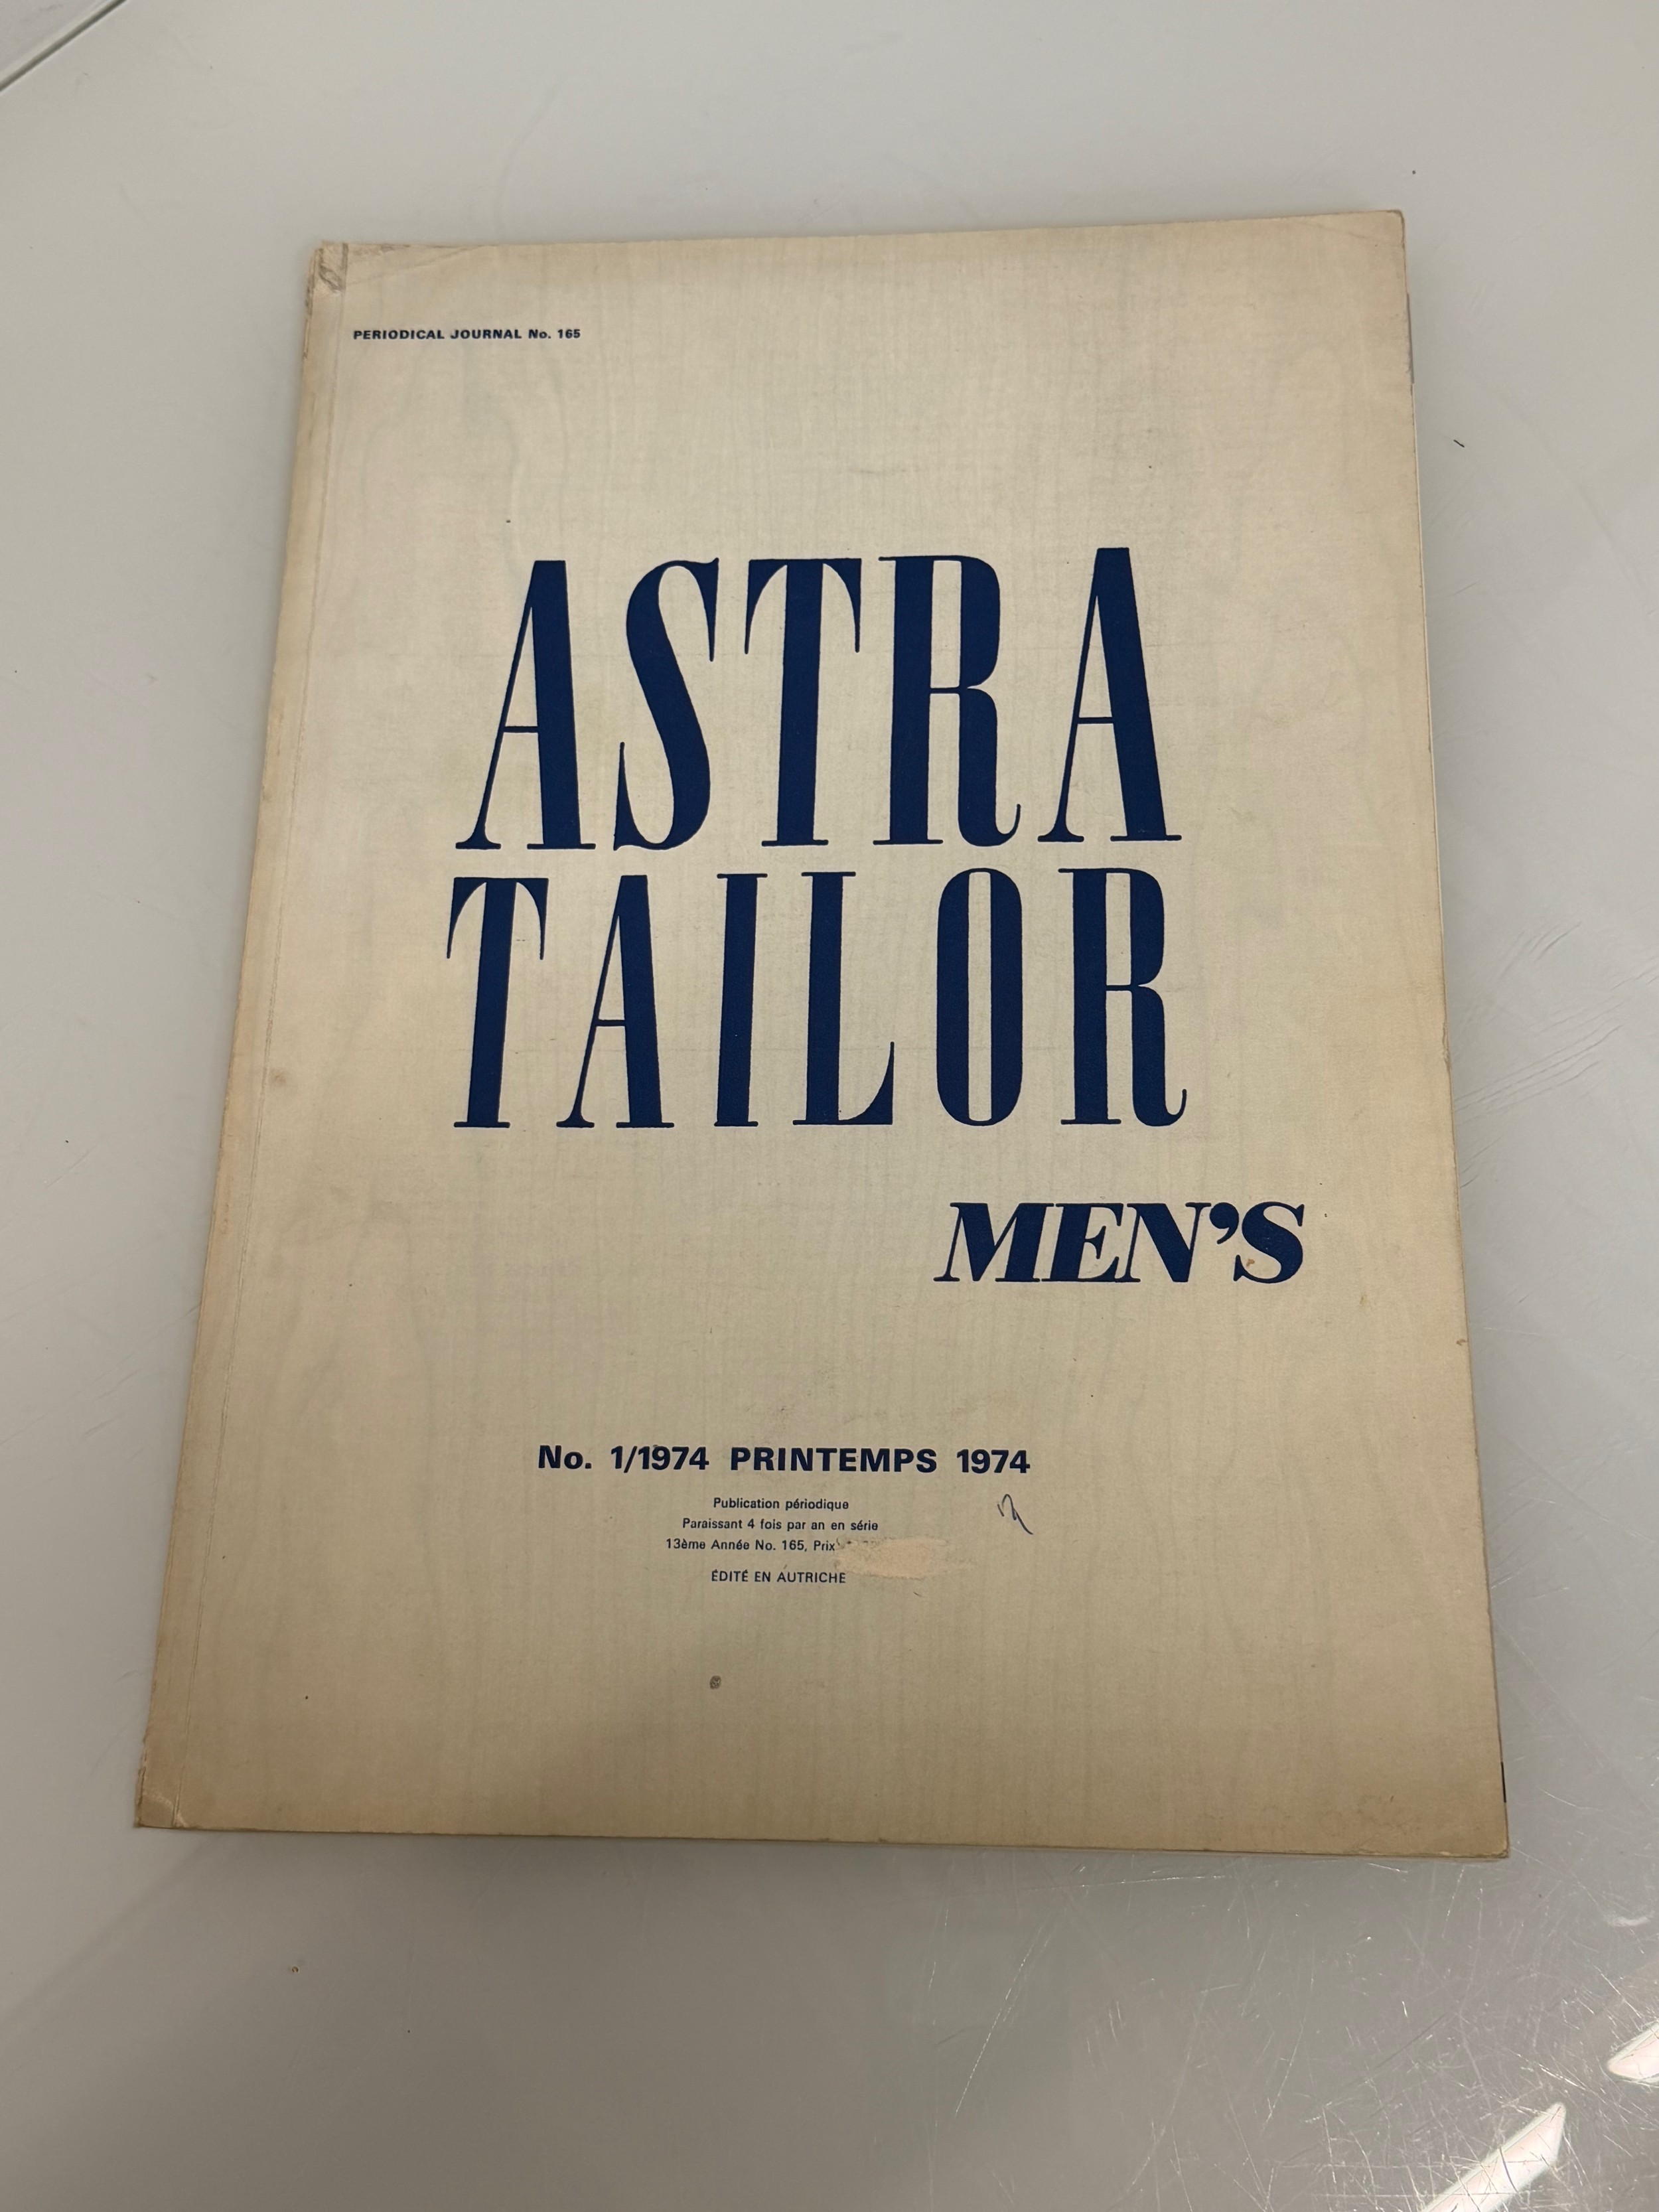 PERIODICAL JOURNAL No. 165
ASTRA
TAILOR
MEN'S
No. 1/1974 PRINTEMPS 1974
Publication périodique
Paraissant 4 fois par an en série
13ème Année No. 165, Prix
ÉDITÉ EN AUTRICHE